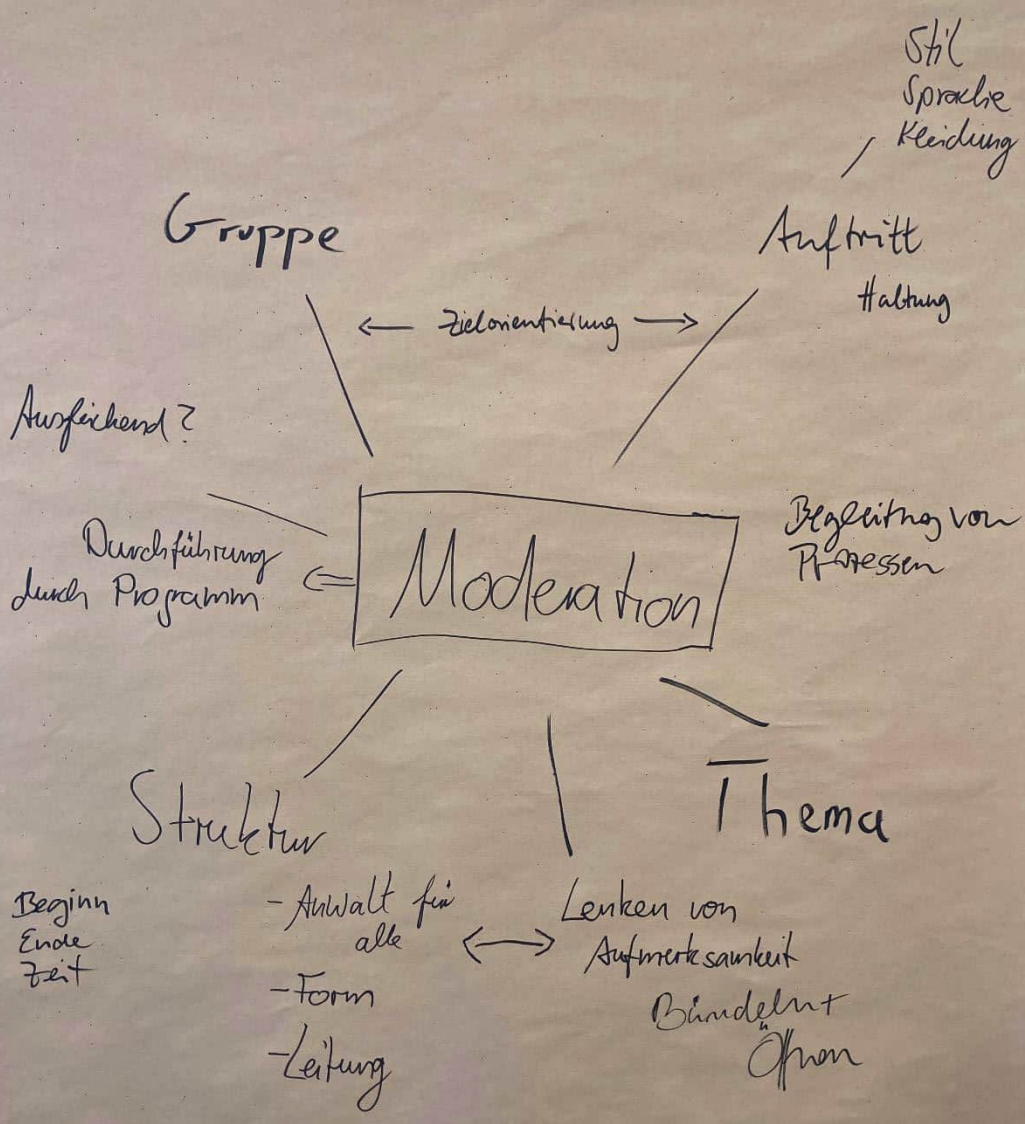 Stil
Sprache
Kleidung
Gruppe
Auftritt
Haltung
Zielorientierung
Begleitung von
Prozessen
Durchführung
durch Programm
Moderation
Struktur
Thema
Beginn
Ende
Zeit
- Anwalt für
alle
- Form
- Leitung
Lenken von
Aufmerksamkeit
Bündeln +
Öffnen